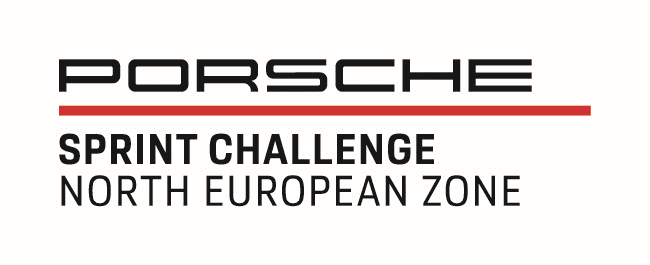 PORSCHE
SPRINT CHALLENGE
NORTH EUROPEAN ZONE